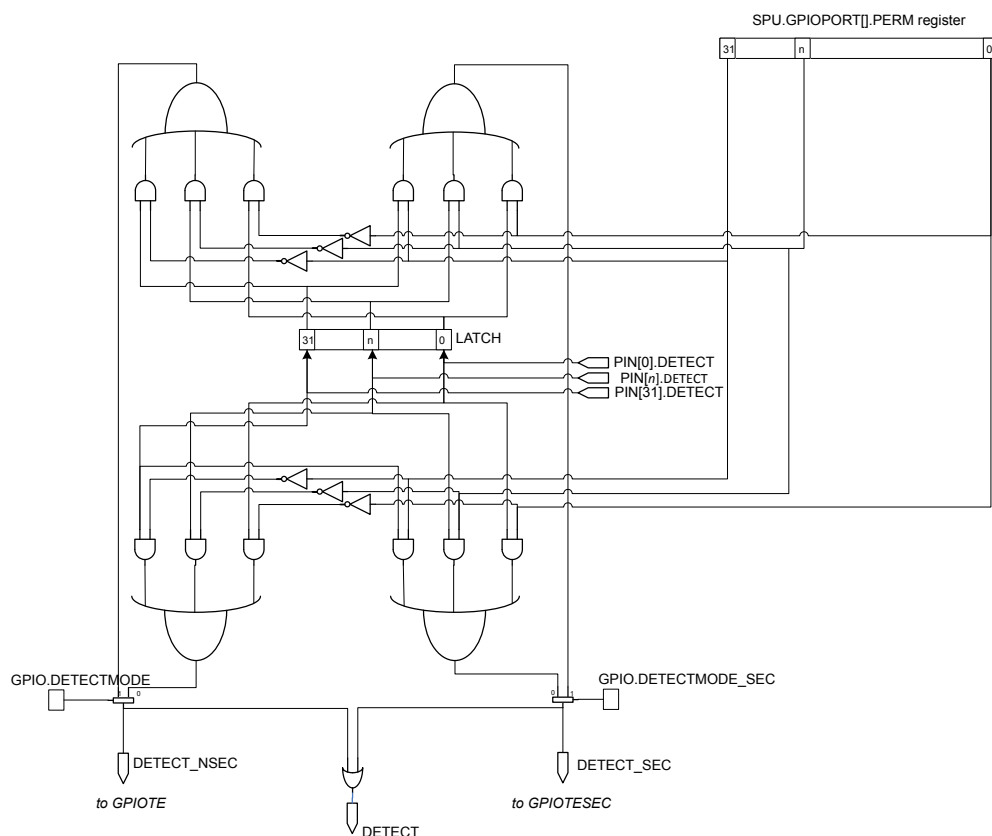 SPU.GPIOPORT[].PERM register
31 n 0
31 n 0 LATCH
PIN[0].DETECT
PIN[n].DETECT
PIN[31].DETECT
GPIO.DETECTMODE
1 0
0 1
GPIO.DETECTMODE_SEC
DETECT_NSEC
DETECT_SEC
to GPIOTE
to GPIOTESEC
DETECT